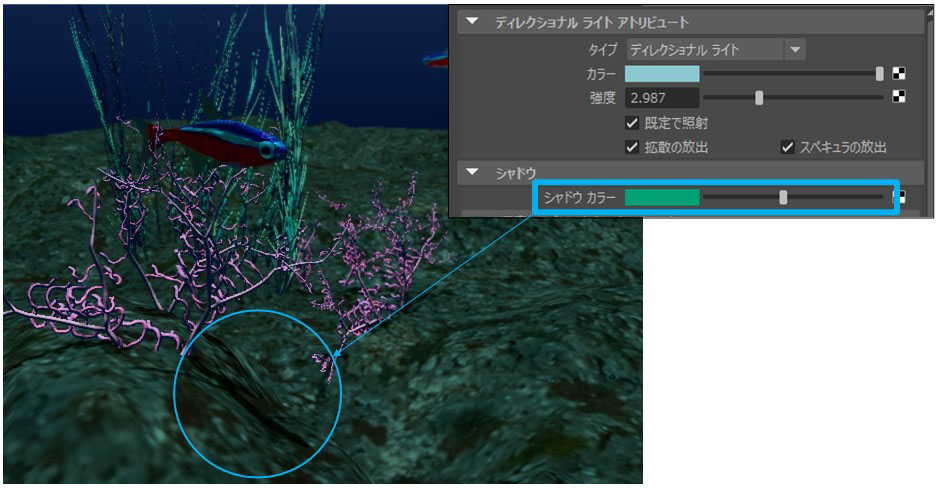 ディレクショナル ライト アトリビュート
タイプ ディレクショナル ライト
カラー
強度 2.987
既定で照射
拡散の放出 スペキュラの放出
シャドウ
シャドウ カラー